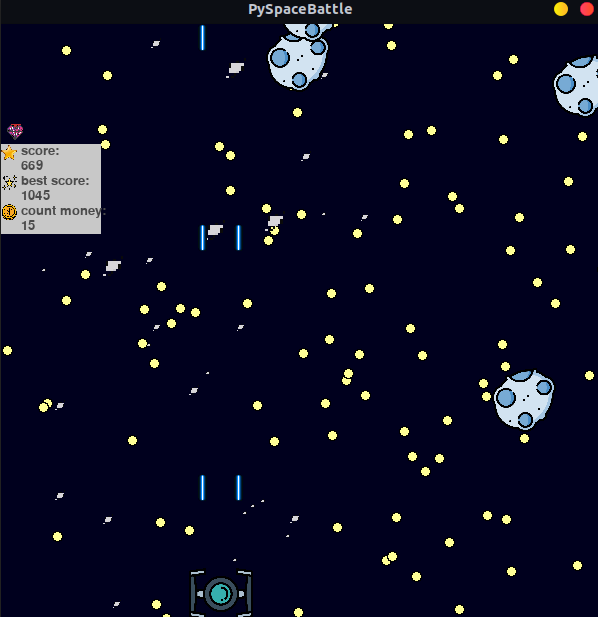 PySpaceBattle
score:
669
best score:
1045
count money:
15